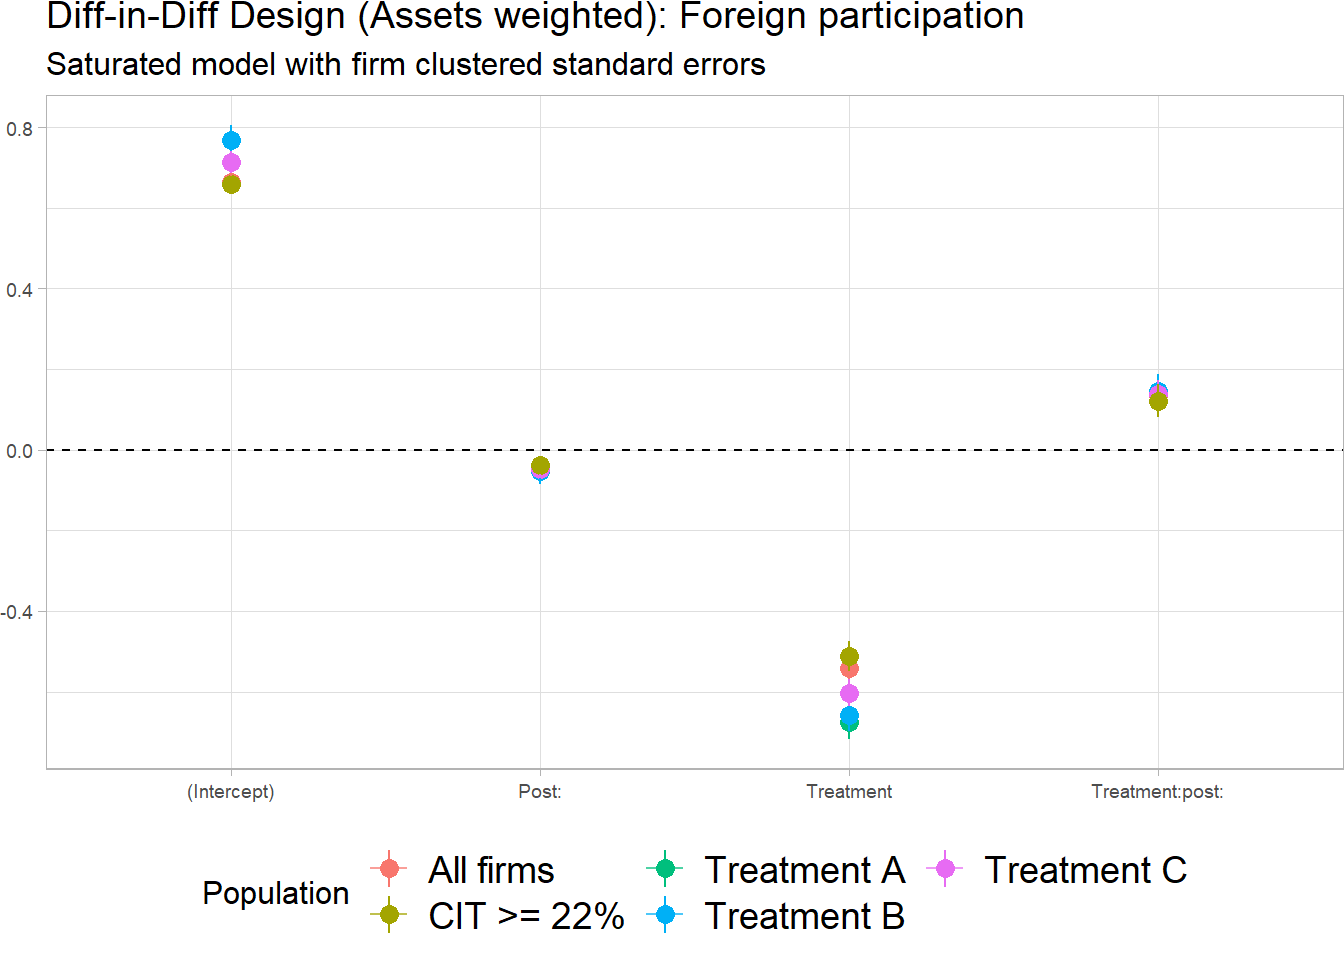 Diff-in-Diff Design (Assets weighted): Foreign participation
Saturated model with firm clustered standard errors
0.8
0.4
0.0
-0.4
(Intercept) Post: Treatment Treatment:post:
Population
All firms Treatment A Treatment C
CIT >= 22% Treatment B